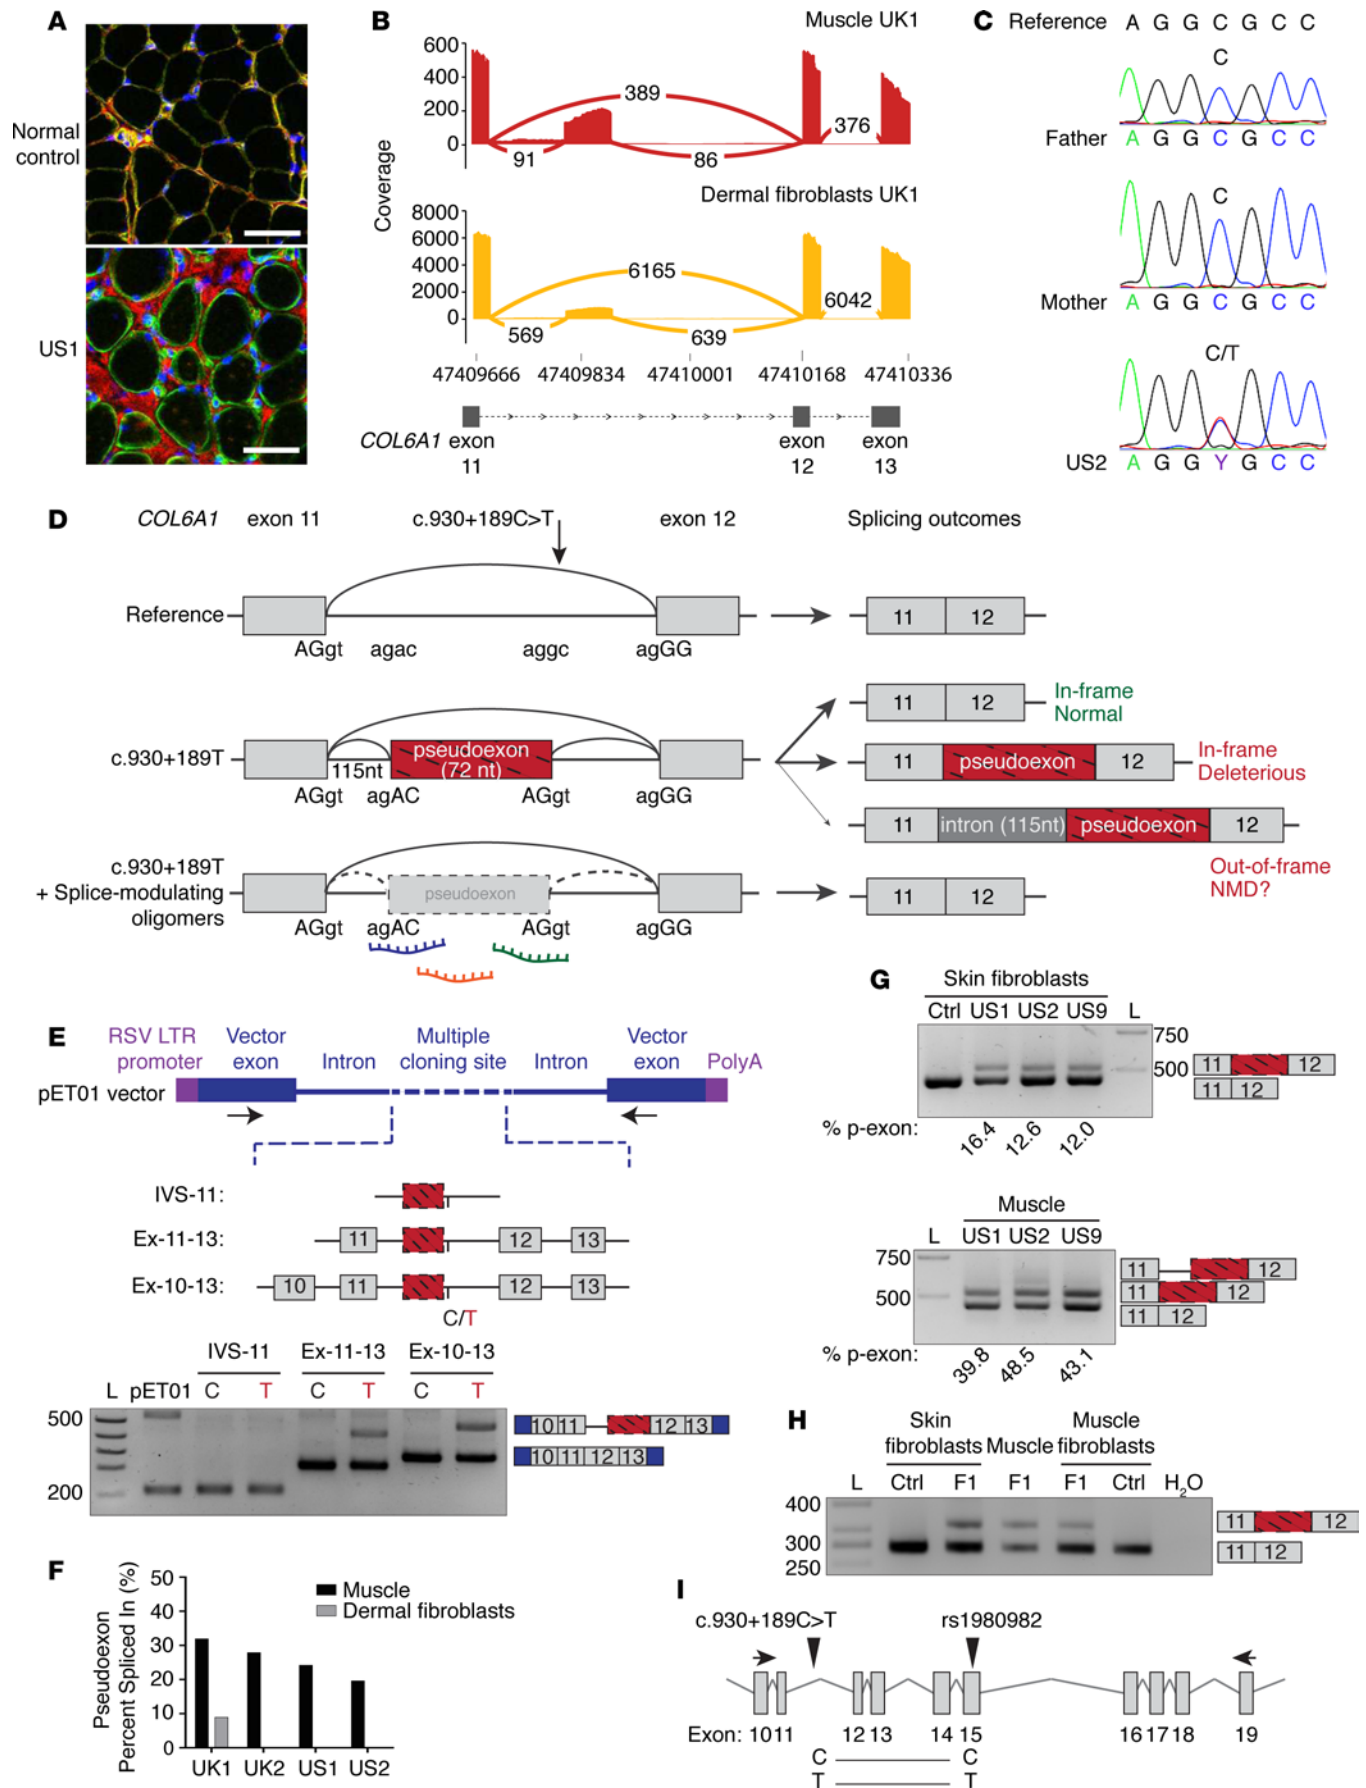 A
Normal
control
US1
B
Muscle UK1
Coverage
600
400
200
0
389
376
91
86
Dermal fibroblasts UK1
8000
6000
4000
2000
0
6165
6042
569
639
47409666 47409834 47410001 47410168 47410336
COL6A1 exon 11
exon 12
exon 13
C
Reference A G G C G C C
C
Father A G G C G C C
C
Mother A G G C G C C
C/T
US2 A G G Y G C C
D
COL6A1 exon 11 c.930+189C>T exon 12 Splicing outcomes
Reference
AGgt agac aggc agGG
11 12
c.930+189T
115nt
pseudoexon
(72 nt)
AGgt agAC AGgt agGG
11 12
In-frame
Normal
11 pseudoexon 12
In-frame
Deleterious
11 intron (115nt) pseudoexon 12
Out-of-frame
NMD?
c.930+189T
+ Splice-modulating
oligomers
pseudoexon
AGgt agAC AGgt agGG
11 12
E
RSV LTR
promoter
Vector
exon
Intron
Multiple
cloning site
Intron
Vector
exon
PolyA
pET01 vector
IVS-11:
Ex-11-13: 11 12 13
Ex-10-13: 10 11 12 13
C/T
IVS-11 Ex-11-13 Ex-10-13
L pET01 C T C T C T
500
200
10 11 12 13
10 11 12 13
F
Pseudoexon
Percent Spliced In (%)
50
40
30
20
10
0
Muscle
Dermal fibroblasts
UK1 UK2 US1 US2
G
Skin fibroblasts
Ctrl US1 US2 US9 L
750
500
11 12
11 12
% p-exon: 16.4 12.6 12.0
Muscle
L US1 US2 US9
750
500
11 12
11 12
11 12
% p-exon: 39.8 48.5 43.1
H
Skin
fibroblasts
Muscle
Muscle
fibroblasts
L Ctrl F1 F1 F1 Ctrl H2O
400
300
250
11 12
11 12
I
c.930+189C>T rs1980982
Exon: 10 11 12 13 14 15 16 17 18 19
C C
T T